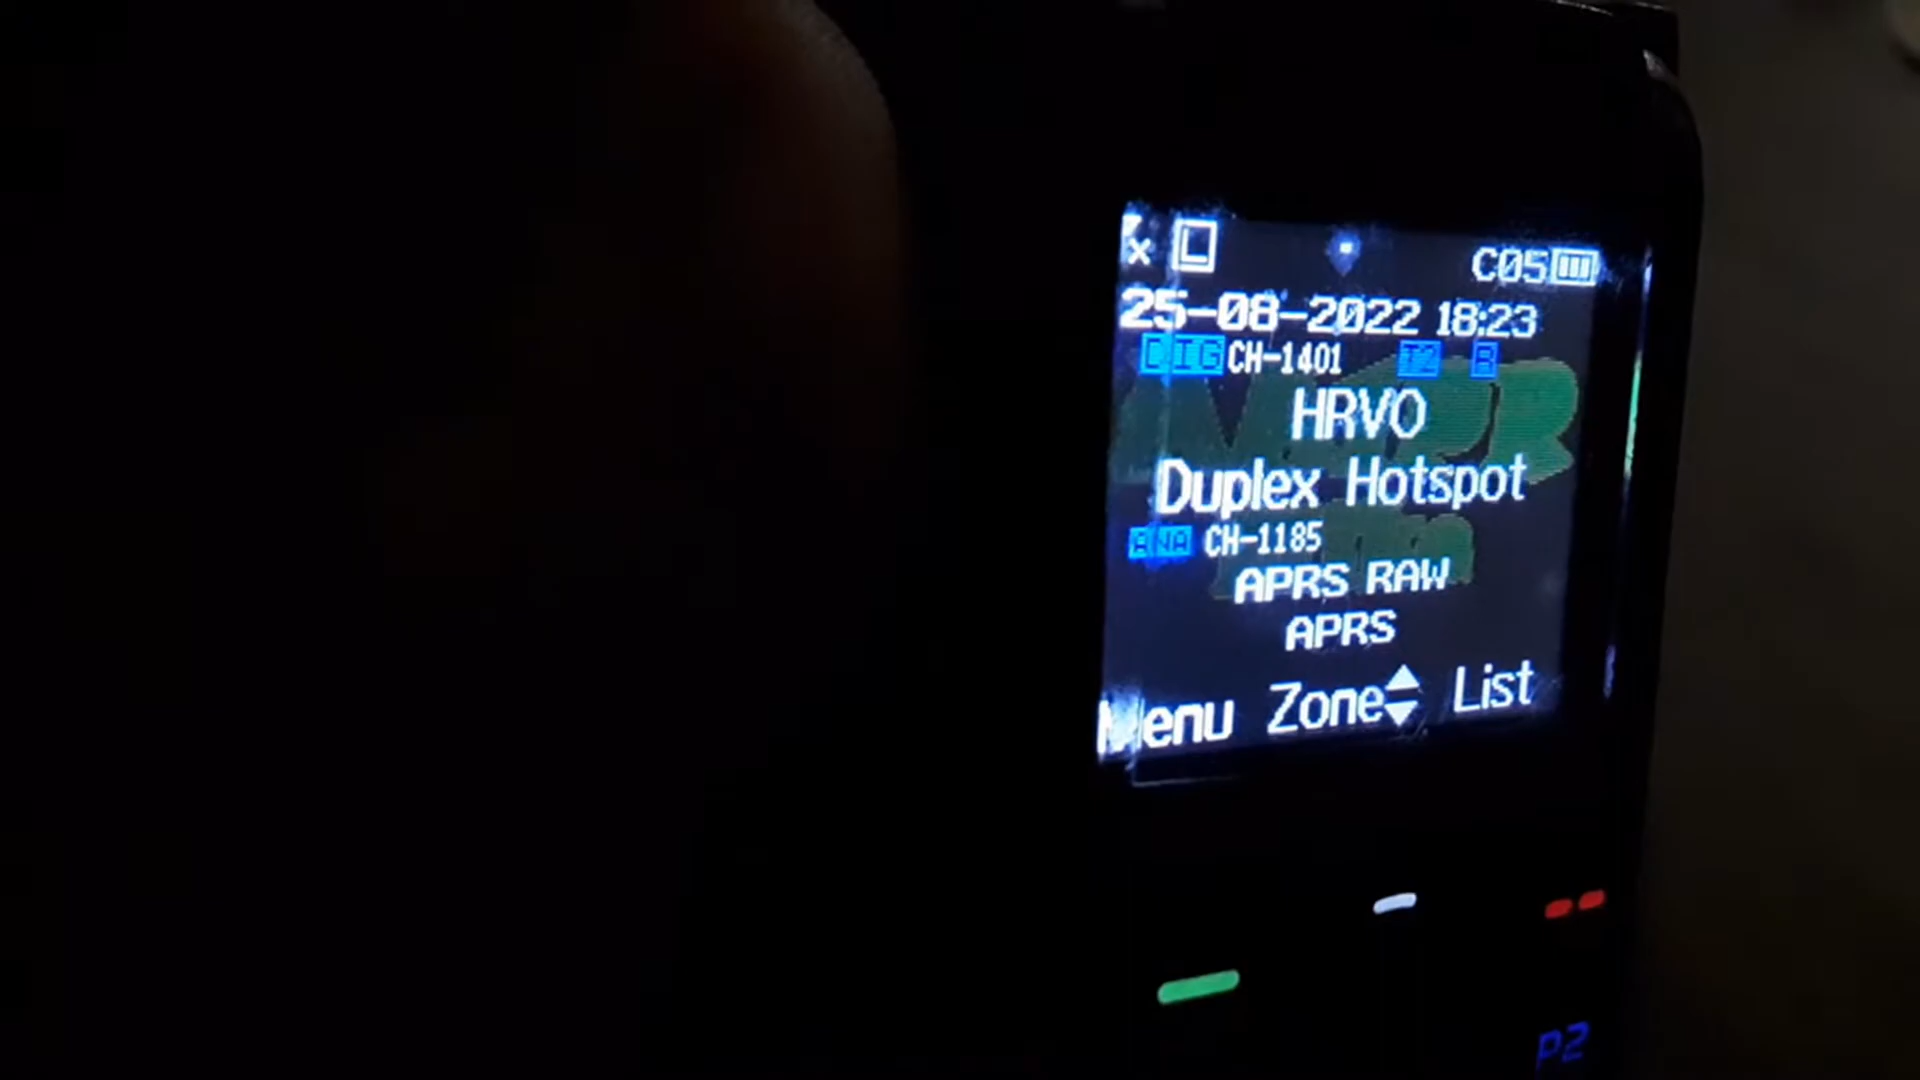 L C05
25-08-2022 18:23
DIG CH-1401
HRVO
Duplex Hotspot
ANA CH-1185
APRS RAW
APRS
Menu Zone List
P2